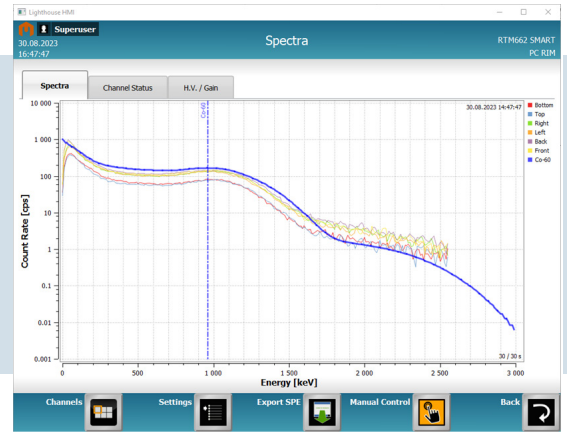 Lighthouse HMI
Superuser
30.08.2023
16:47:47
Spectra
RTM662 SMART
PC RIM
Spectra
Channel Status
H.V. / Gain
10 000
1 000
100
10
1
0.1
0.01
0.001
Count Rate [cps]
Co-60
30.08.2023 14:47:47
Bottom
Top
Right
Left
Back
Front
Co-60
30 / 30 s
0
500
1 000
1 500
2 000
2 500
3 000
Energy [keV]
Channels
Settings
Export SPE
Manual Control
Back